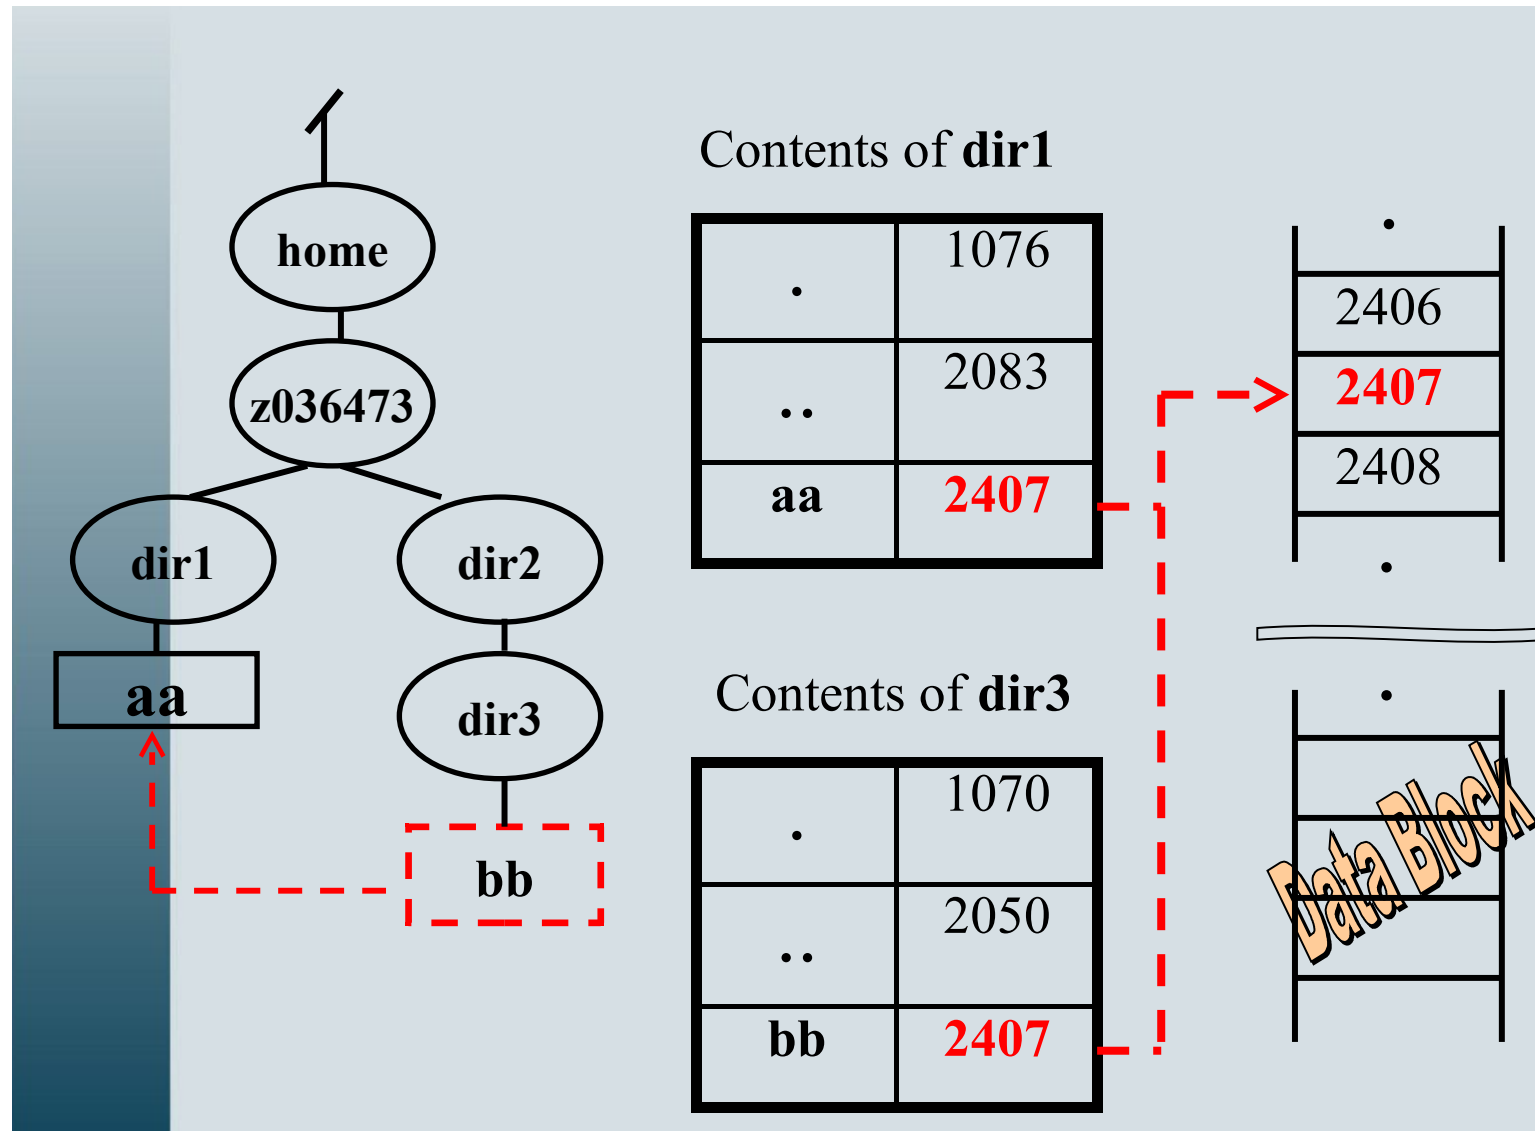 /
home
z036473
dir1
dir2
aa
dir3
bb
Contents of dir1
. 1076
.. 2083
aa 2407
Contents of dir3
. 1070
.. 2050
bb 2407
.
2406
2407
2408
.
.
Data Block